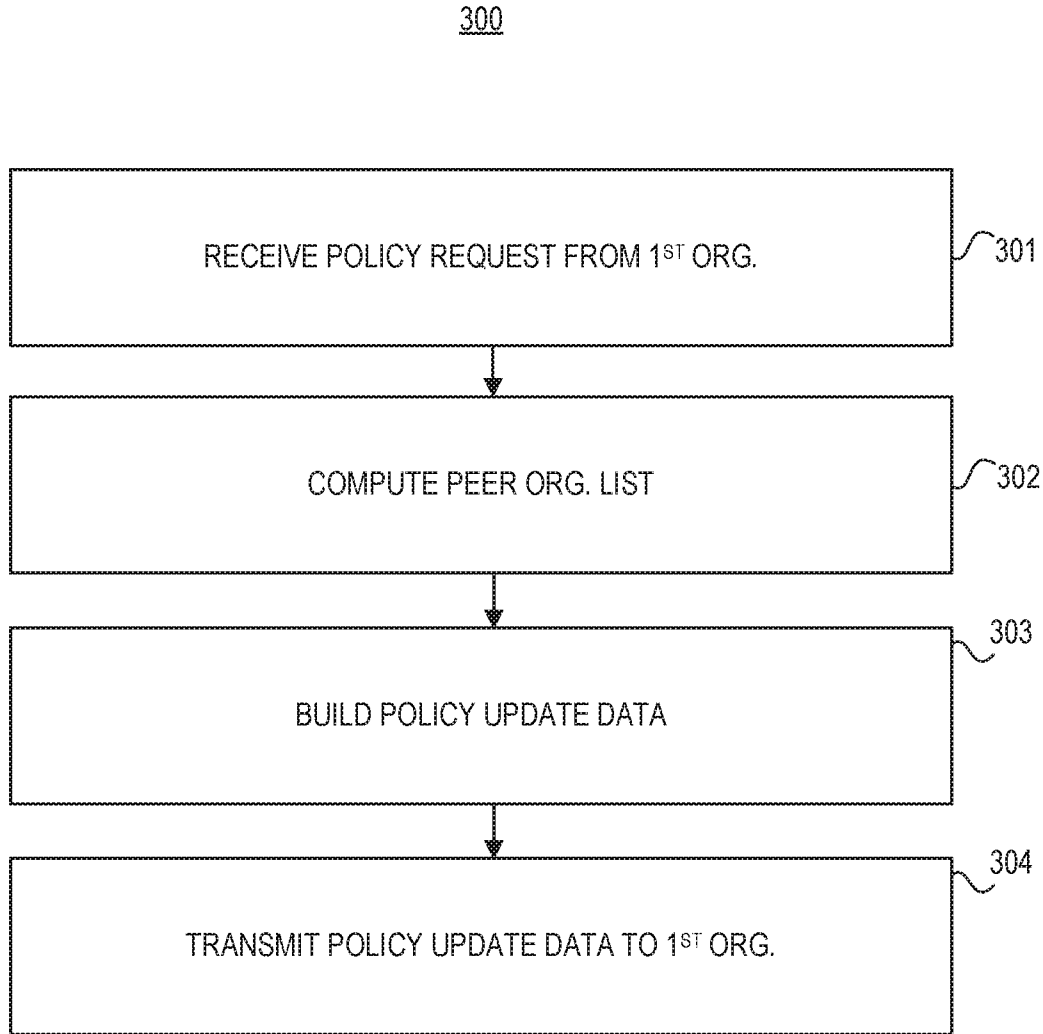 300
RECEIVE POLICY REQUEST FROM 1ST ORG.
301
COMPUTE PEER ORG. LIST
302
303
BUILD POLICY UPDATE DATA
304
TRANSMIT POLICY UPDATE DATA TO 1ST ORG.